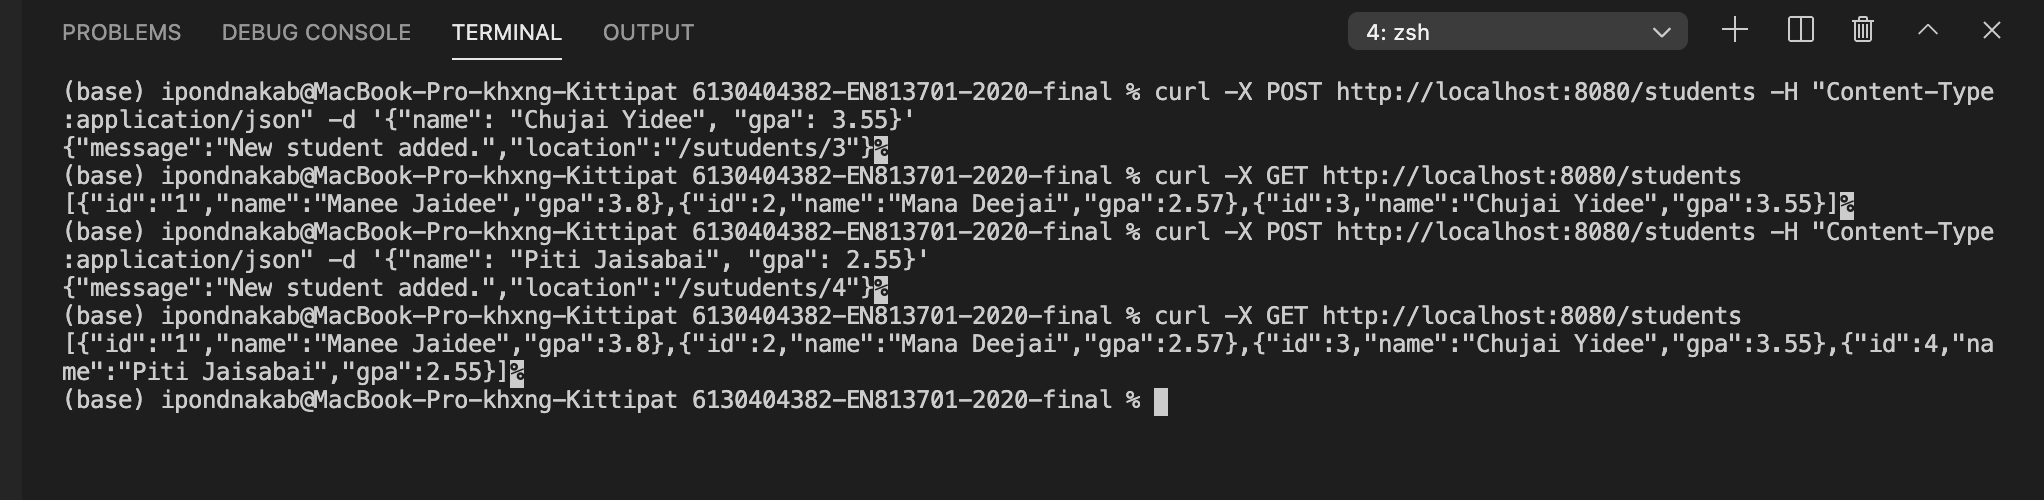 PROBLEMS DEBUG CONSOLE TERMINAL OUTPUT 4: zsh
(base) ipondnakab@MacBook-Pro-khxng-Kittipat 6130404382-EN813701-2020-final % curl -X POST http://localhost:8080/students -H "Content-Type
:application/json" -d '{"name": "Chujai Yidee", "gpa": 3.55}'
{"message":"New student added.","location":"/sutudents/3"}%
(base) ipondnakab@MacBook-Pro-khxng-Kittipat 6130404382-EN813701-2020-final % curl -X GET http://localhost:8080/students
[{"id":"1","name":"Manee Jaidee","gpa":3.8},{"id":2,"name":"Mana Deejai","gpa":2.57},{"id":3,"name":"Chujai Yidee","gpa":3.55}]%
(base) ipondnakab@MacBook-Pro-khxng-Kittipat 6130404382-EN813701-2020-final % curl -X POST http://localhost:8080/students -H "Content-Type
:application/json" -d '{"name": "Piti Jaisabai", "gpa": 2.55}'
{"message":"New student added.","location":"/sutudents/4"}%
(base) ipondnakab@MacBook-Pro-khxng-Kittipat 6130404382-EN813701-2020-final % curl -X GET http://localhost:8080/students
[{"id":"1","name":"Manee Jaidee","gpa":3.8},{"id":2,"name":"Mana Deejai","gpa":2.57},{"id":3,"name":"Chujai Yidee","gpa":3.55},{"id":4,"na
me":"Piti Jaisabai","gpa":2.55}]%
(base) ipondnakab@MacBook-Pro-khxng-Kittipat 6130404382-EN813701-2020-final %